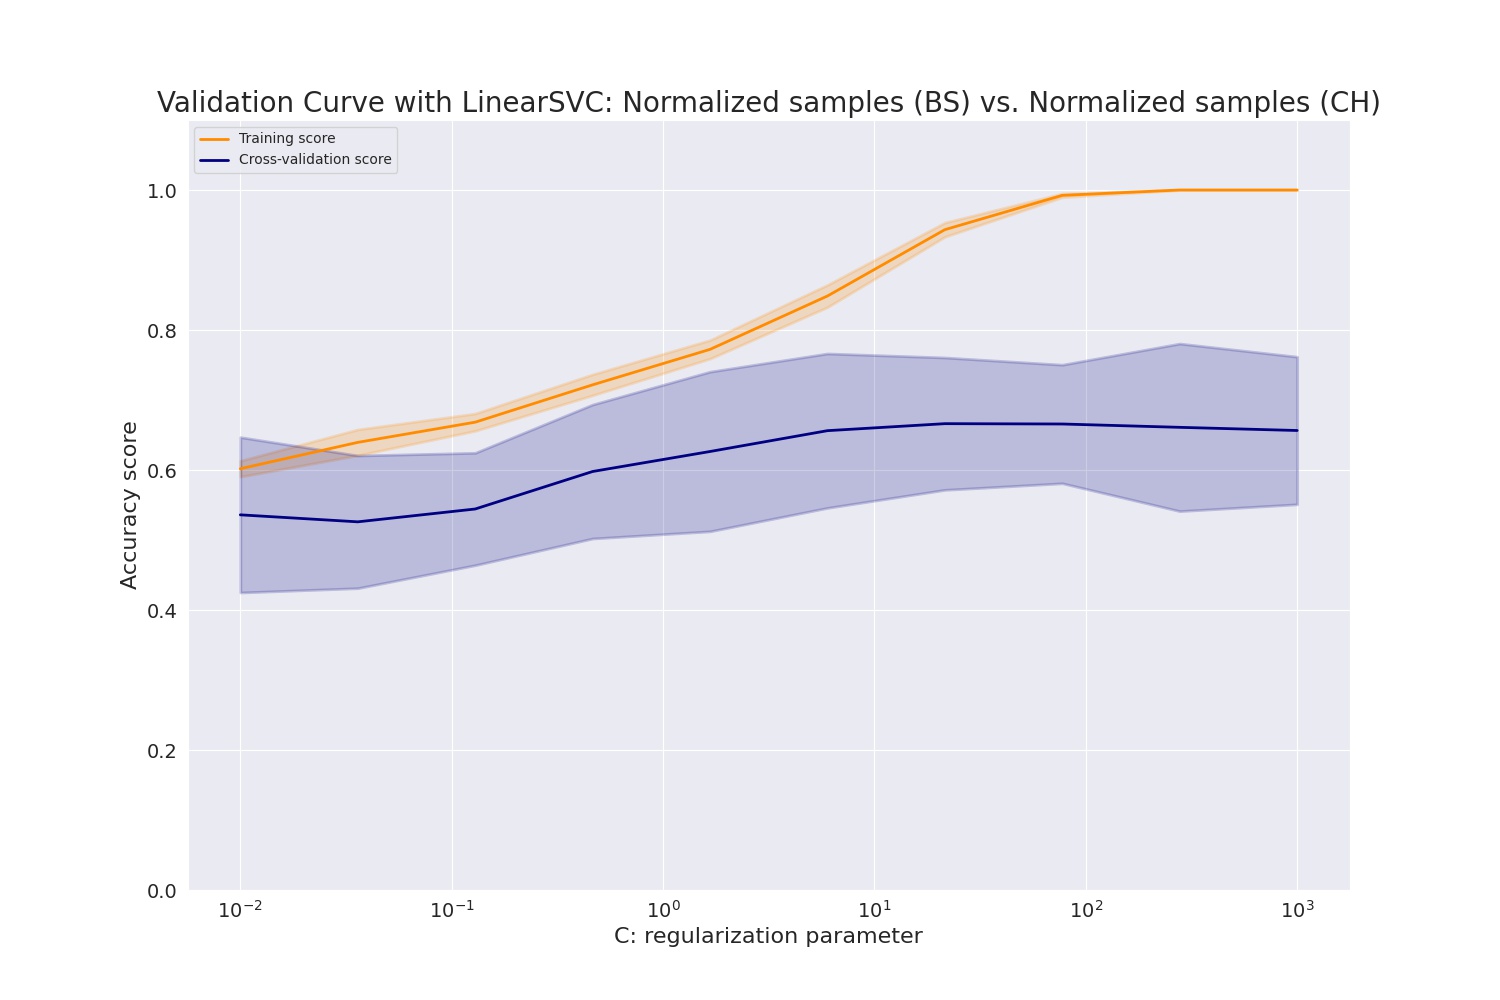 Validation Curve with LinearSVC: Normalized samples (BS) vs. Normalized samples (CH)
Training score
Cross-validation score
1.0
0.8
0.6
0.4
0.2
0.0
Accuracy score
10⁻² 10⁻¹ 10⁰ 10¹ 10² 10³
C: regularization parameter